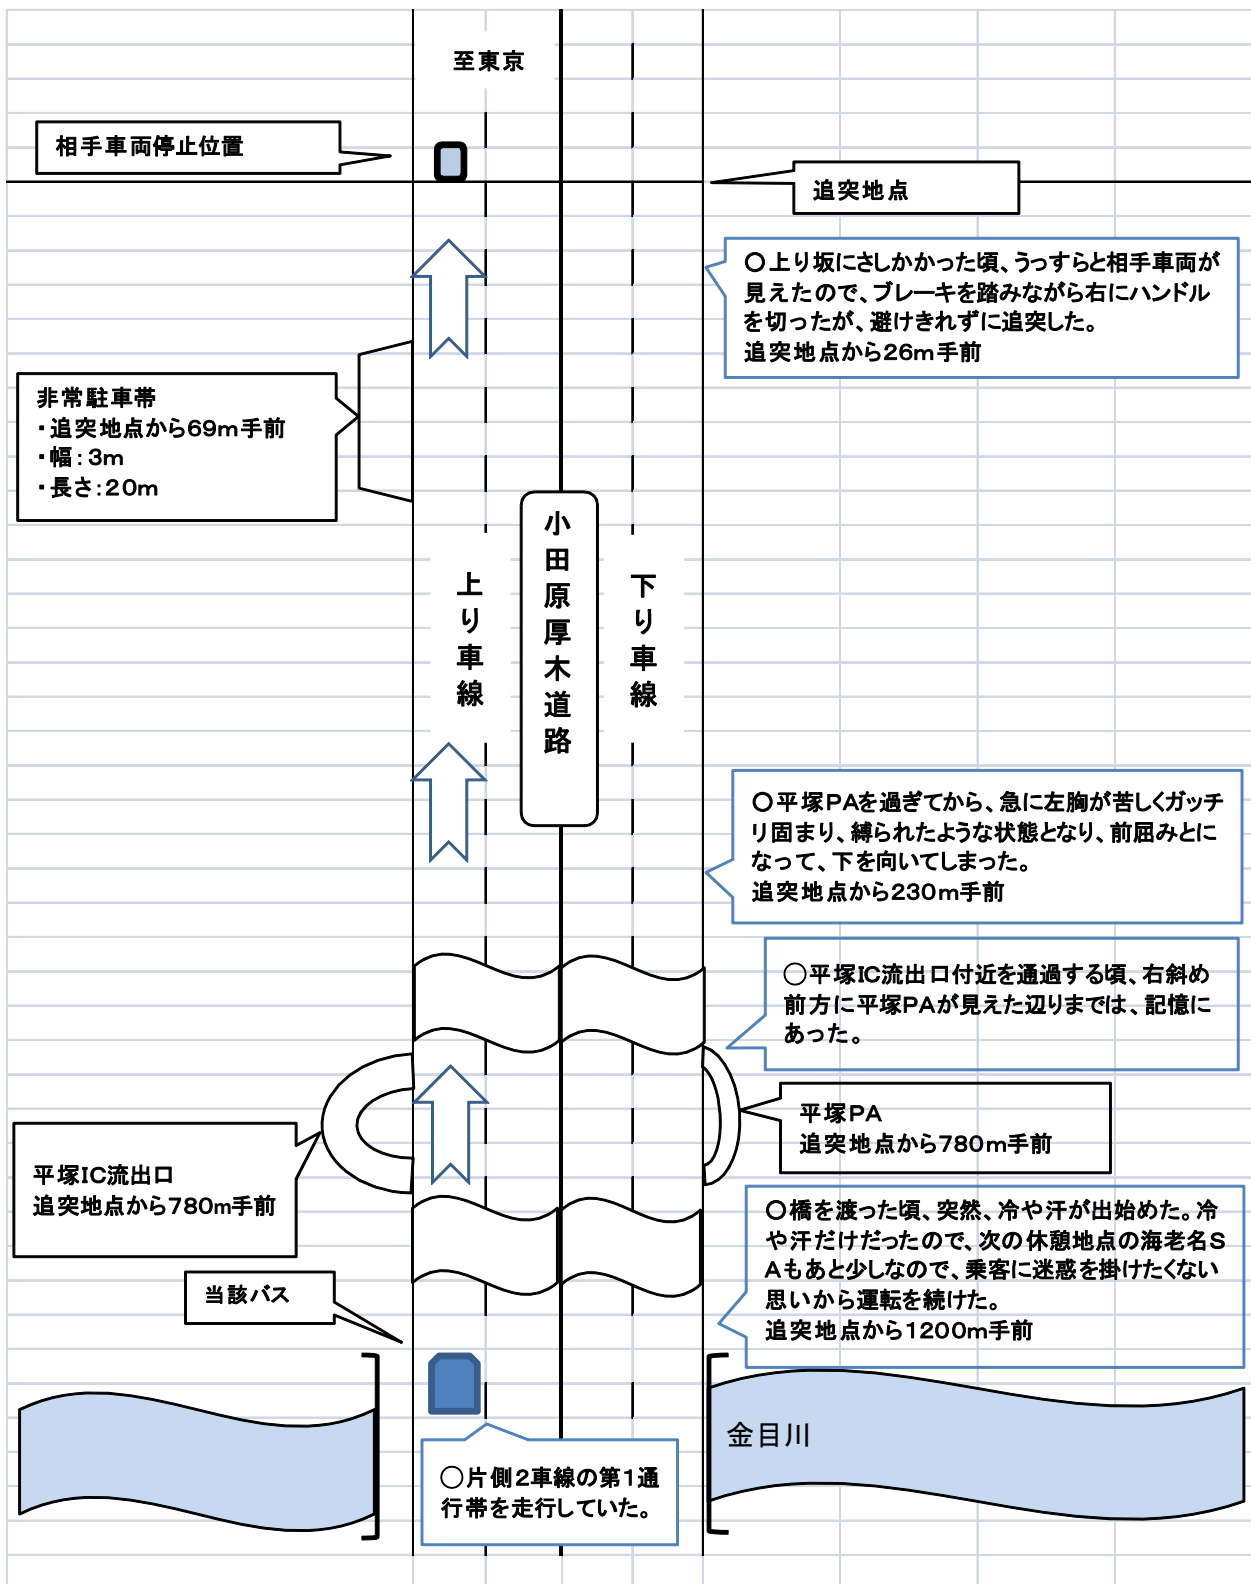 至東京
相手車両停止位置
追突地点
○上り坂にさしかかった頃、うっすらと相手車両が
見えたので、ブレーキを踏みながら右にハンドル
を切ったが、避けきれずに追突した。
追突地点から26m手前
非常駐車帯
・追突地点から69m手前
・幅：3m
・長さ：20m
小田原厚木道路
上り車線
下り車線
○平塚PAを過ぎてから、急に左胸が苦しくガッチ
リ固まり、縛られたような状態となり、前屈みとに
なって、下を向いてしまった。
追突地点から230m手前
○平塚IC流出口付近を通過する頃、右斜め
前方に平塚PAが見えた辺りまでは、記憶に
あった。
平塚PA
追突地点から780m手前
平塚IC流出口
追突地点から780m手前
○橋を渡った頃、突然、冷や汗が出始めた。冷
や汗だけだったので、次の休憩地点の海老名S
Aもあと少しなので、乗客に迷惑を掛けたくない
思いから運転を続けた。
追突地点から1200m手前
当該バス
金目川
○片側2車線の第1通
行帯を走行していた。